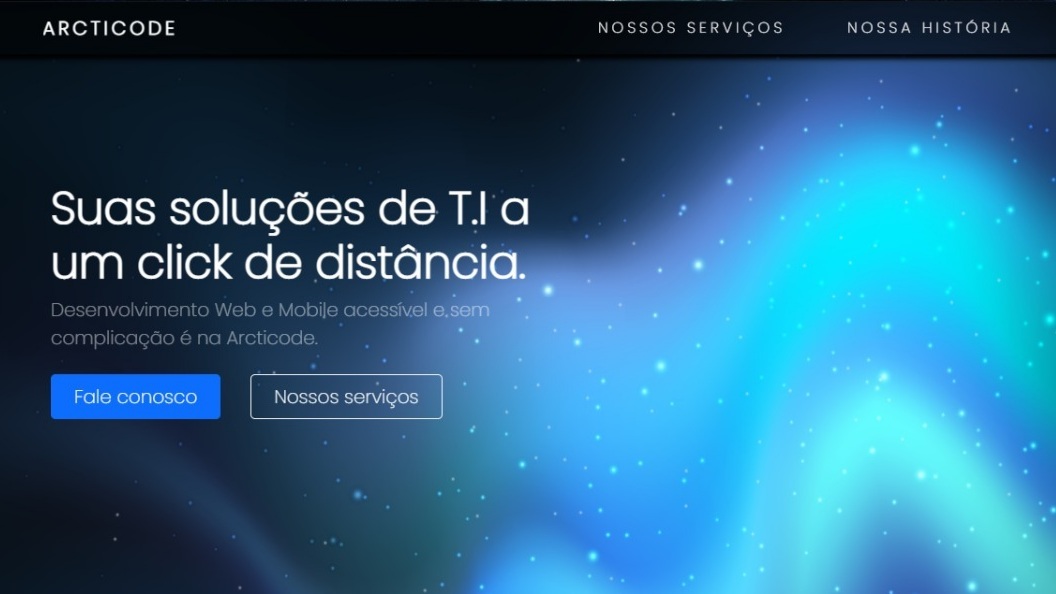 ARCTICODE
NOSSOS SERVIÇOS
NOSSA HISTÓRIA
Suas soluções de T.I a
um click de distância.
Desenvolvimento Web e Mobile acessível e sem
complicação é na Arcticode.
Fale conosco
Nossos serviços